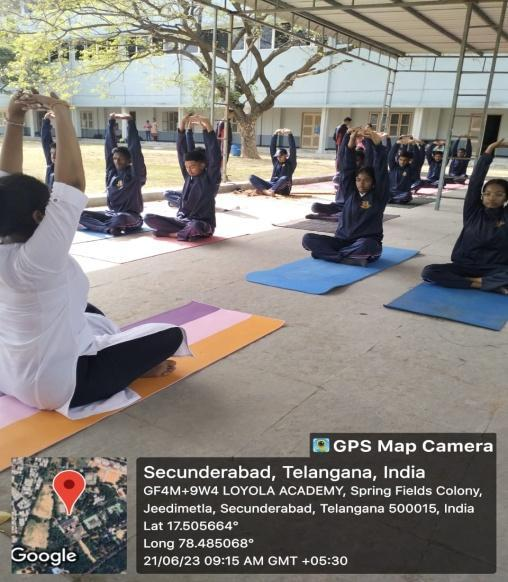 GPS Map Camera
Secunderabad, Telangana, India
GF4M+9W4 LOYOLA ACADEMY, Spring Fields Colony,
Jeedimetla, Secunderabad, Telangana 500015, India
Lat 17.505664°
Long 78.485068°
21/06/23 09:15 AM GMT +05:30
Google